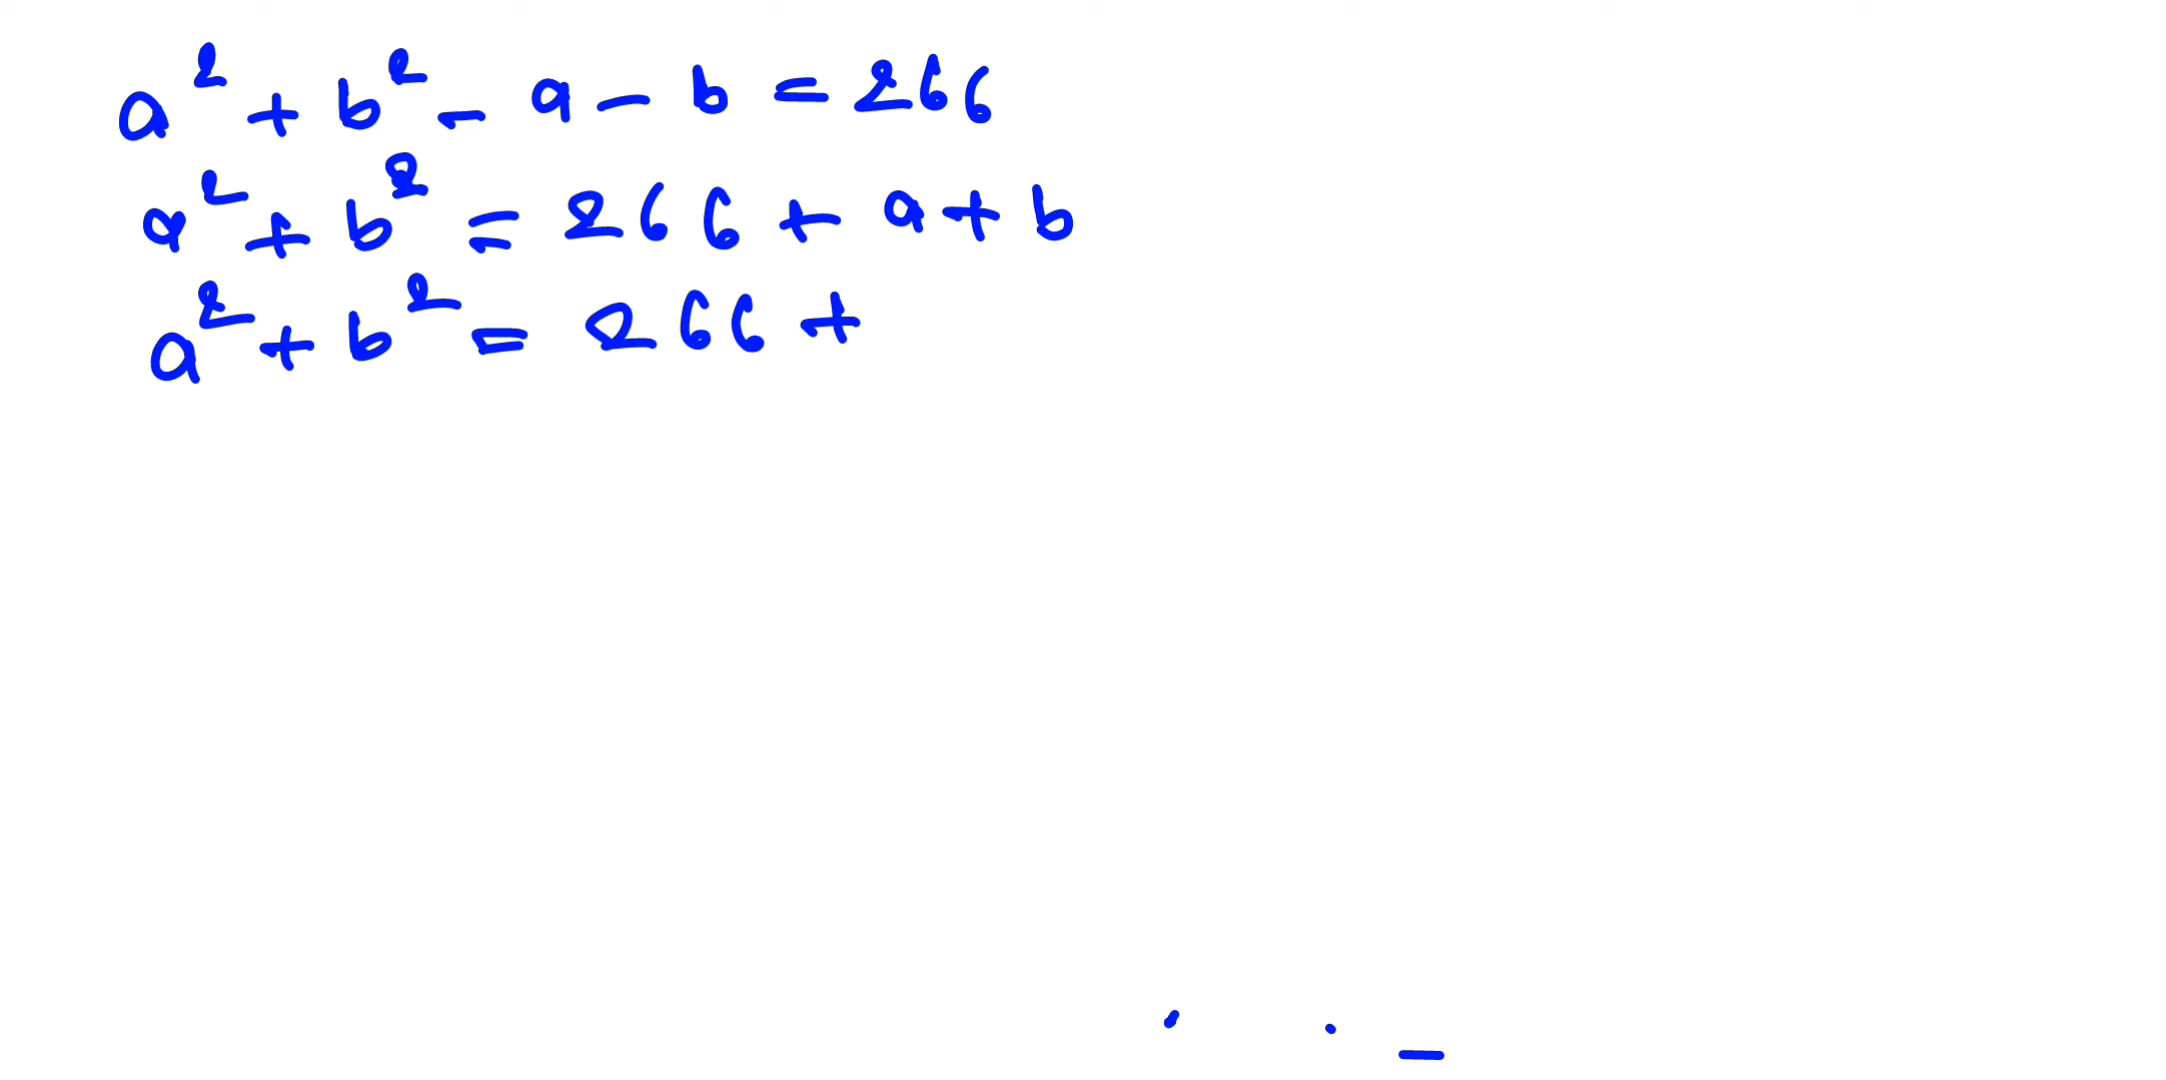 a² + b² - a - b = 266
a² + b² = 266 + a + b
a² + b² = 266 +